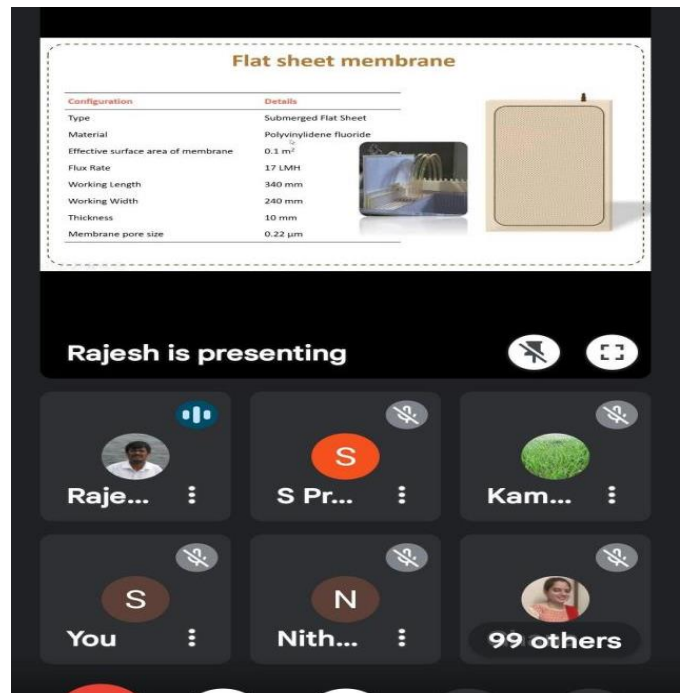 Flat sheet membrane
Configuration Details
Type Submerged Flat Sheet
Material Polyvinylidene fluoride
Effective surface area of membrane 0.1 m²
Flux Rate 17 LMH
Working Length 340 mm
Working Width 240 mm
Thickness 10 mm
Membrane pore size 0.22 µm
Rajesh is presenting
Raje...
S
S Pr...
Kam...
S
You
N
Nith...
99 others